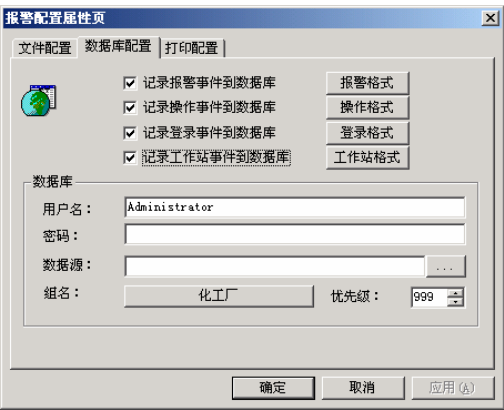 报警配置属性页
文件配置 数据库配置 打印配置
记录报警事件到数据库 报警格式
记录操作事件到数据库 操作格式
记录登录事件到数据库 登录格式
记录工作站事件到数据库 工作站格式
数据库
用户名： Administrator
密码：
数据源： ...
组名： 化工厂 优先级： 999
确定 取消 应用(A)